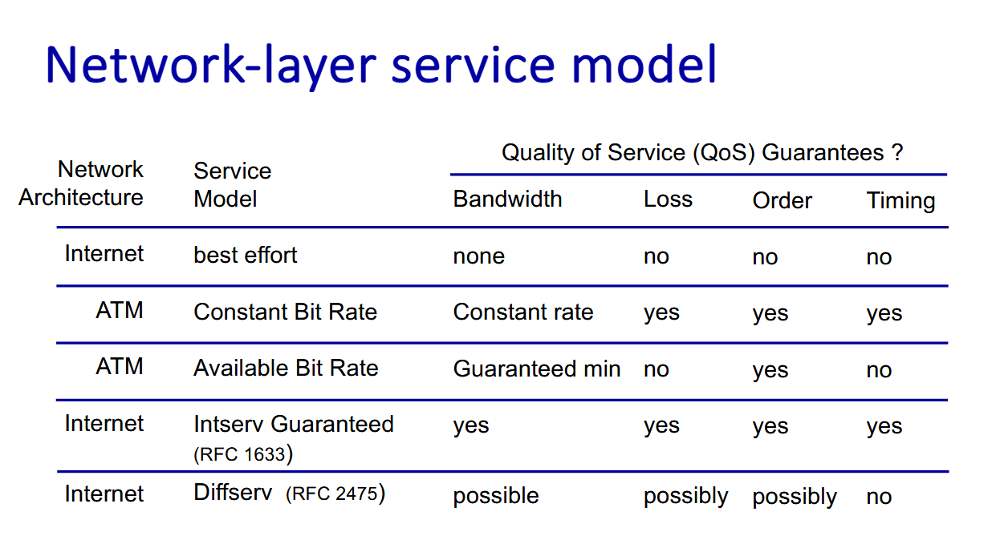 Network-layer service model
Quality of Service (QoS) Guarantees ?
Network Architecture Service Model Bandwidth Loss Order Timing
Internet best effort none no no no
ATM Constant Bit Rate Constant rate yes yes yes
ATM Available Bit Rate Guaranteed min no yes no
Internet Intserv Guaranteed yes yes yes yes
(RFC 1633)
Internet Diffserv (RFC 2475) possible possibly possibly no